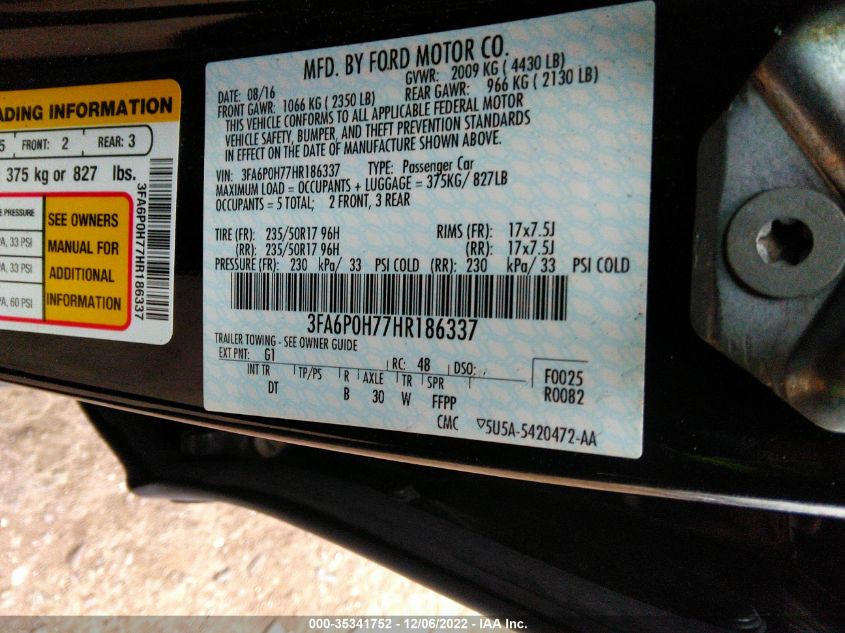 ADING INFORMATION
5 FRONT: 2 REAR: 3
375 kg or 827 lbs.
E PRESSURE
PA, 33 PSI
PA, 33 PSI
PA, 60 PSI
SEE OWNERS
MANUAL FOR
ADDITIONAL
INFORMATION
3FA6P0H77HR186337
MFD. BY FORD MOTOR CO.
DATE: 08/16 GVWR: 2009 KG ( 4430 LB)
FRONT GAWR: 1066 KG ( 2350 LB) REAR GAWR: 966 KG ( 2130 LB)
THIS VEHICLE CONFORMS TO ALL APPLICABLE FEDERAL MOTOR
VEHICLE SAFETY, BUMPER, AND THEFT PREVENTION STANDARDS
IN EFFECT ON THE DATE OF MANUFACTURE SHOWN ABOVE.
VIN: 3FA6P0H77HR186337 TYPE: Passenger Car
MAXIMUM LOAD = OCCUPANTS + LUGGAGE = 375KG/ 827LB
OCCUPANTS = 5 TOTAL; 2 FRONT, 3 REAR
TIRE (FR): 235/50R17 96H RIMS (FR): 17x7.5J
(RR): 235/50R17 96H (RR): 17x7.5J
PRESSURE (FR): 230 kPa/ 33 PSI COLD (RR): 230 kPa/ 33 PSI COLD
3FA6P0H77HR186337
TRAILER TOWING - SEE OWNER GUIDE
EXT PNT: G1 RC: 48 DSO:
INT TR TP/PS R AXLE TR SPR
DT B 30 W FFPP
F0025
R0082
CMC ▽5U5A-5420472-AA
000-35341752 - 12/06/2022 - IAA Inc.